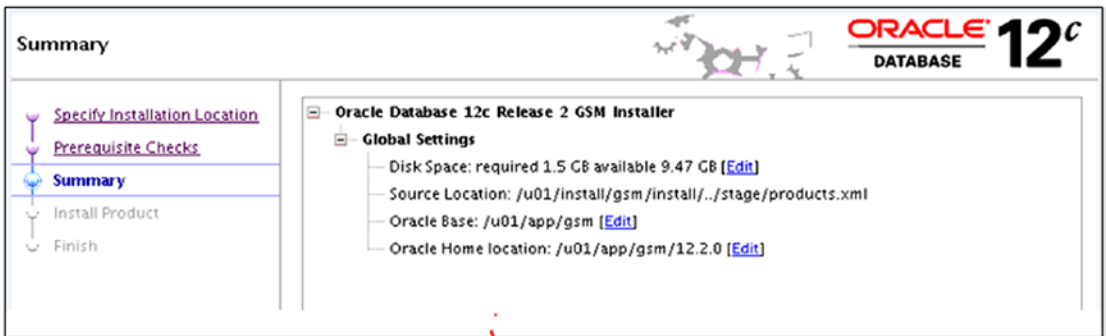 Summary
ORACLE
DATABASE
12c
Specify Installation Location
Prerequisite Checks
Summary
Install Product
Finish
Oracle Database 12c Release 2 GSM Installer
Global Settings
Disk Space: required 1.5 GB available 9.47 GB [Edit]
Source Location: /u01/install/gsm/install/../stage/products.xml
Oracle Base: /u01/app/gsm [Edit]
Oracle Home location: /u01/app/gsm/12.2.0 [Edit]